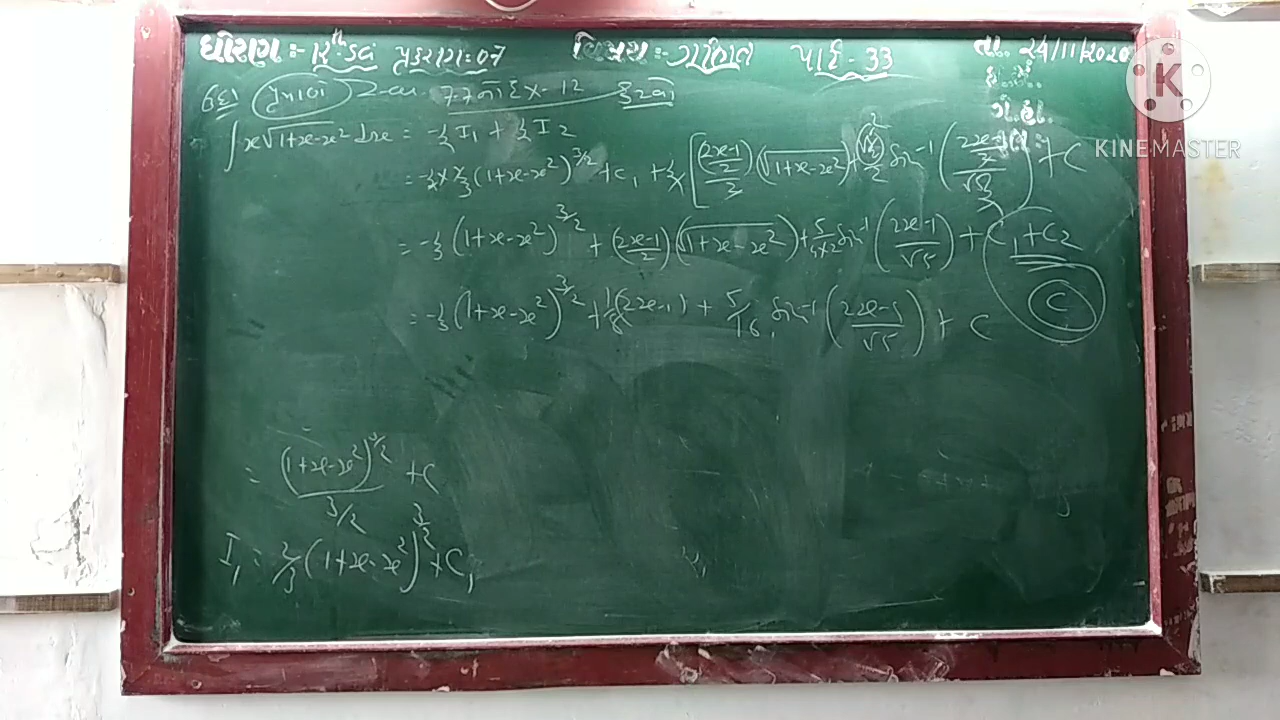 ધોરણ:- 12th Sci પ્રકરણ:07 વિષય:- ગણિત પાર્ટ-33 તા. 24/11/2020
KINEMASTER
K
∫x√(1+x-x²) dx = -½ I₁ + ½ I₂
= -½ × ⅔ (1+x-x²)^(3/2) + C₁ + ½ × [((2x-1)/2)/2 (√(1+x-x²)) + (√5/2)²/2 sin⁻¹ (((2x-1)/2)/(√5/2)) + C
= -⅓ (1+x-x²)^(3/2) + (2x-1)/2 (√(1+x-x²)) + 5/(4×2) sin⁻¹ ((2x-1)/√5) + C₁+C₂
= -⅓ (1+x-x²)^(3/2) + ⅛ (2x-1) + 5/16 sin⁻¹ ((2x-1)/√5) + C
C
= (1+x-x²)^(3/2) / (3/2) + C
I₁ = ⅔ (1+x-x²)^(3/2) + C₁